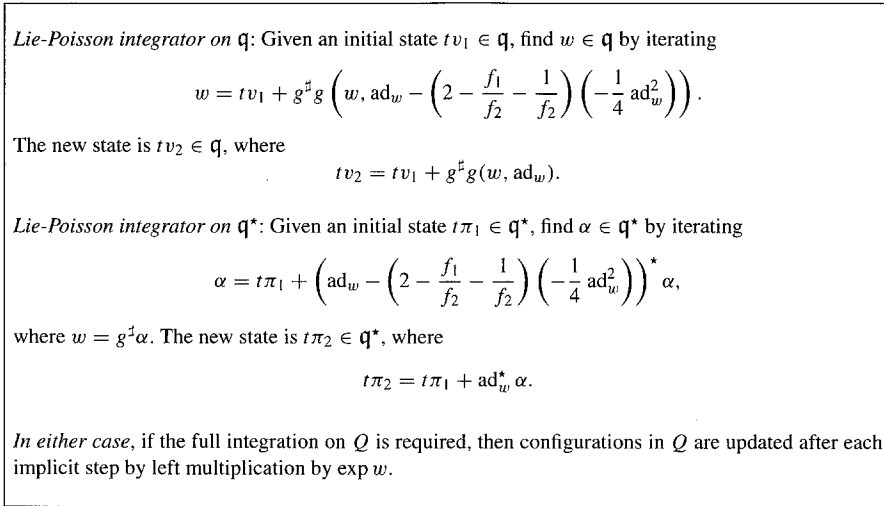 Lie-Poisson integrator on 𝔮: Given an initial state tv₁ ∈ 𝔮, find w ∈ 𝔮 by iterating
w = tv₁ + g♯g (w, ad_w − (2 − f₁/f₂ − 1/f₂) (−1/4 ad²_w)).
The new state is tv₂ ∈ 𝔮, where
tv₂ = tv₁ + g♯g(w, ad_w).
Lie-Poisson integrator on 𝔮*: Given an initial state tπ₁ ∈ 𝔮*, find α ∈ 𝔮* by iterating
α = tπ₁ + (ad_w − (2 − f₁/f₂ − 1/f₂) (−1/4 ad²_w))* α,
where w = g♯α. The new state is tπ₂ ∈ 𝔮*, where
tπ₂ = tπ₁ + ad*_w α.
In either case, if the full integration on Q is required, then configurations in Q are updated after each
implicit step by left multiplication by exp w.